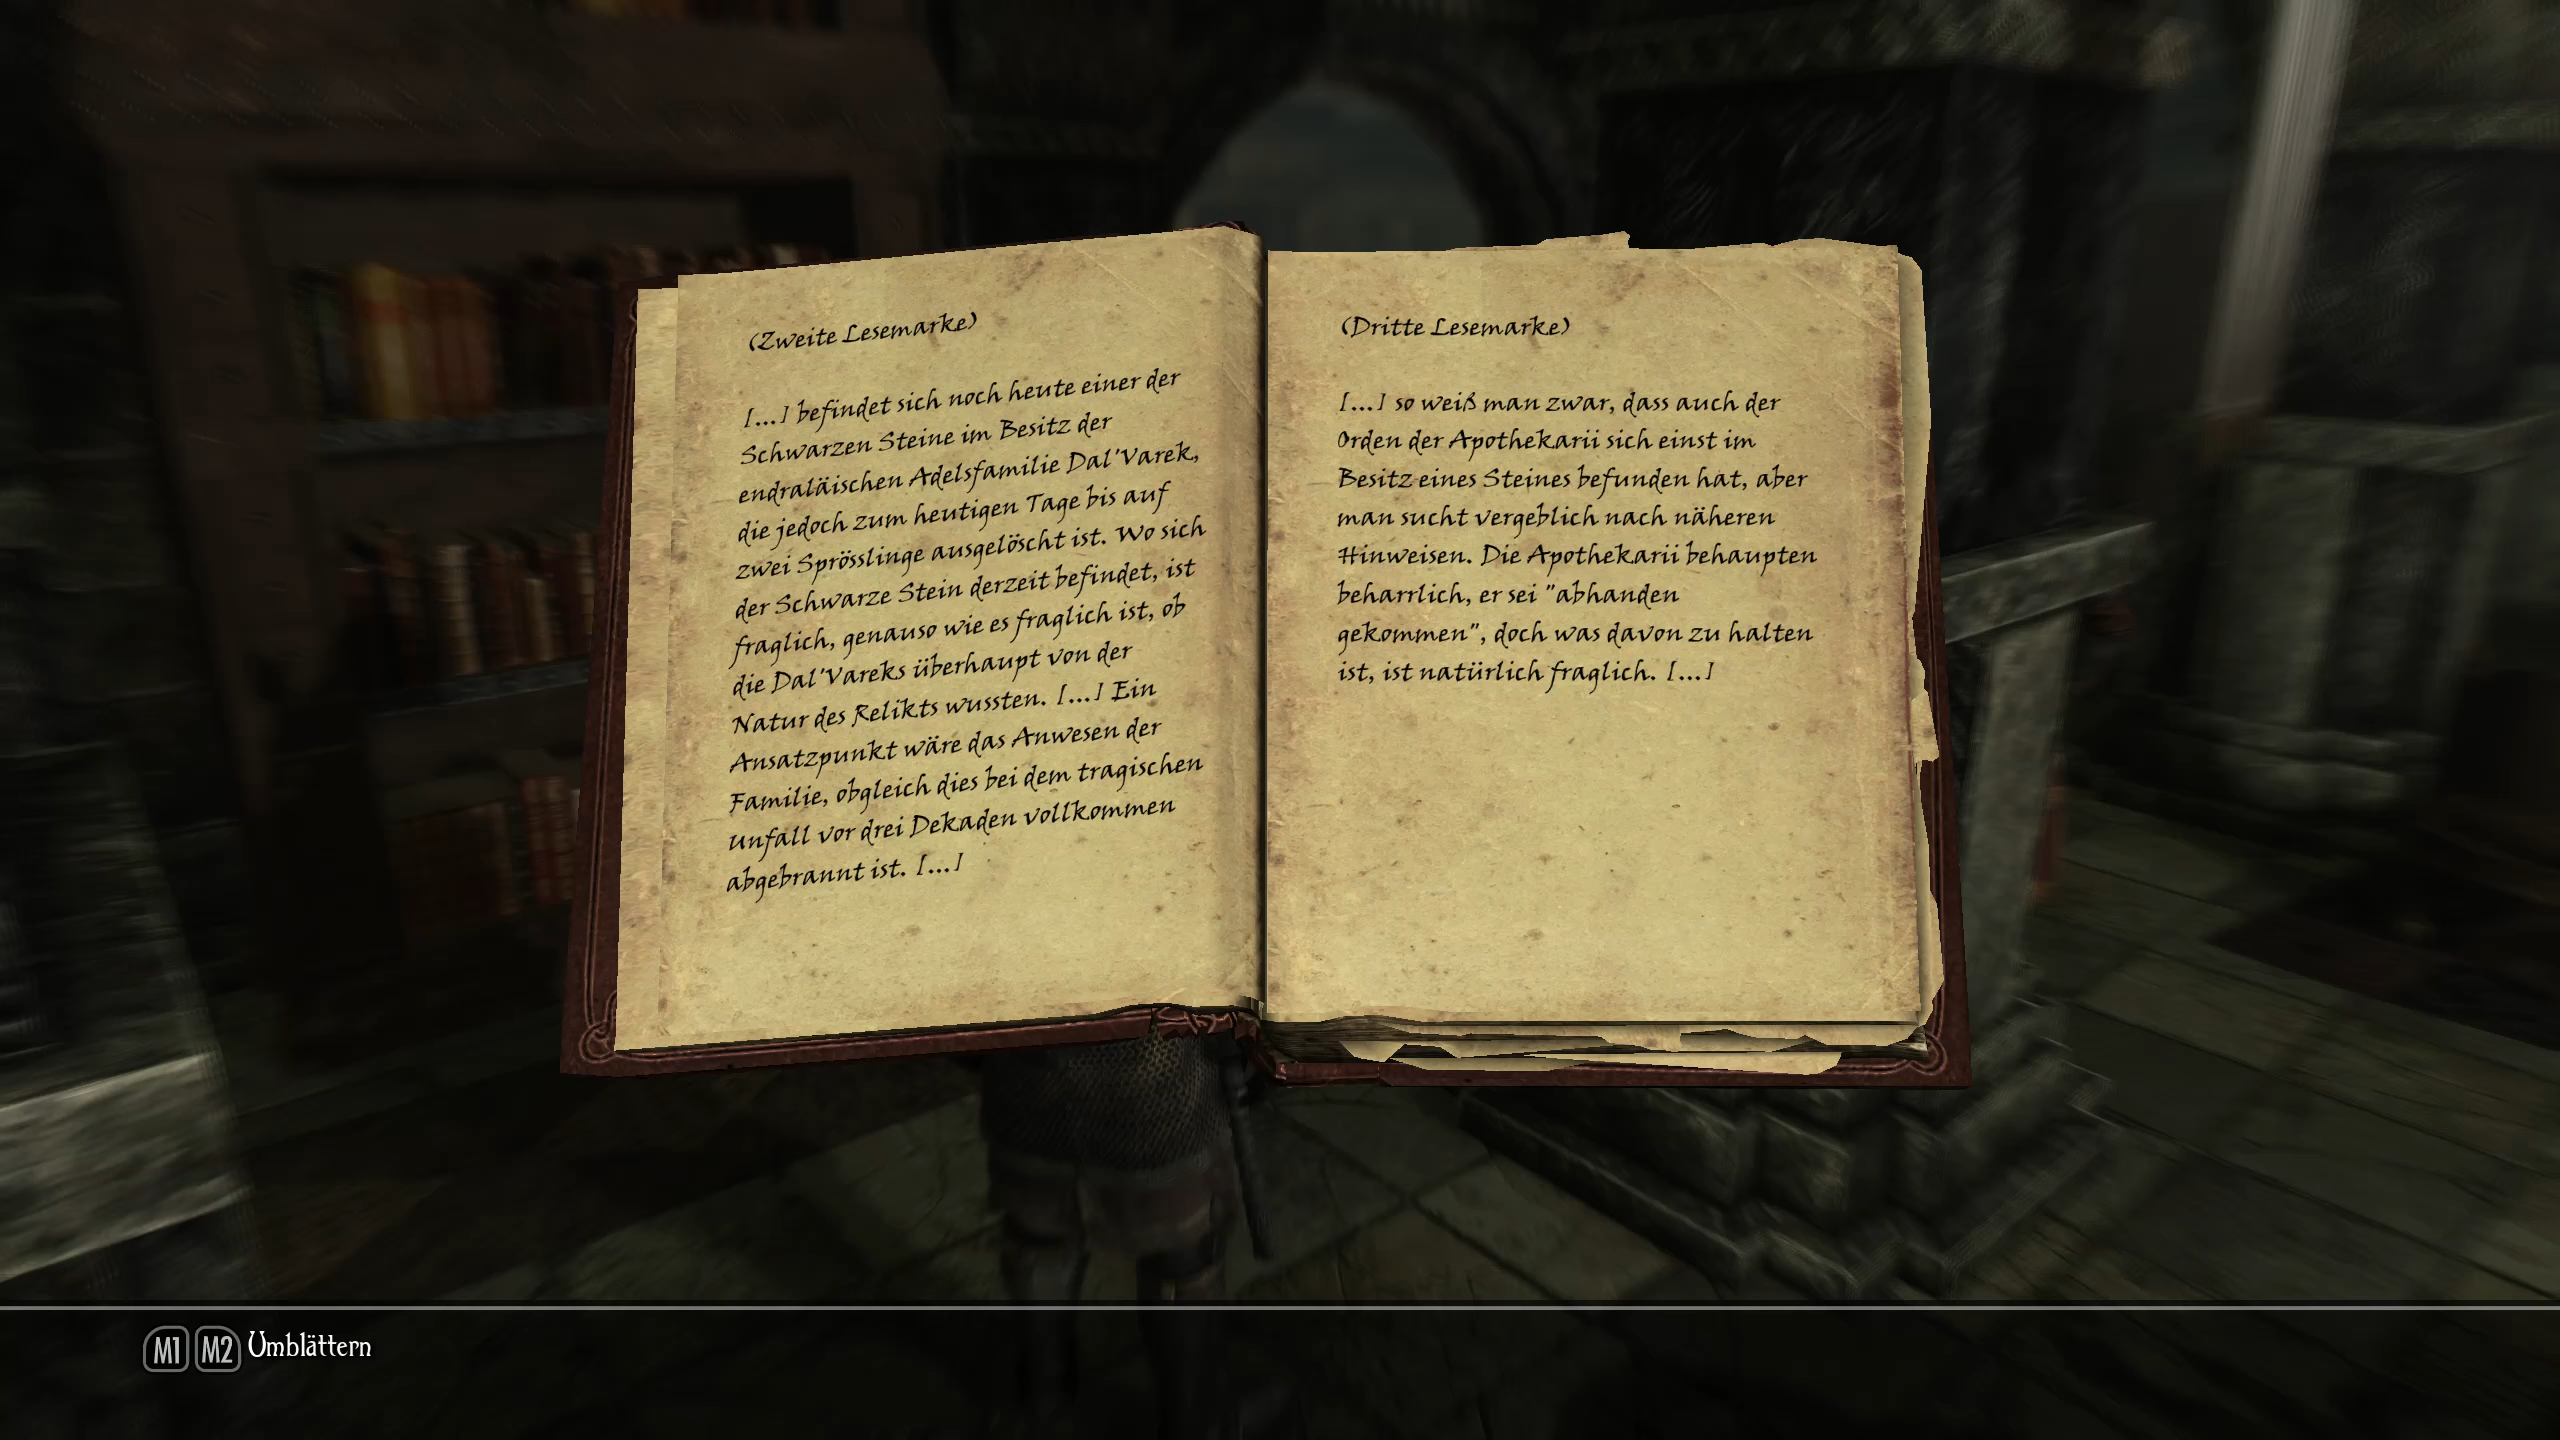 (Zweite Lesemarke)
[...] befindet sich noch heute einer der
Schwarzen Steine im Besitz der
endraläischen Adelsfamilie Dal'Varek,
die jedoch zum heutigen Tage bis auf
zwei Sprösslinge ausgelöscht ist. Wo sich
der Schwarze Stein derzeit befindet, ist
fraglich, genauso wie es fraglich ist, ob
die Dal'Vareks überhaupt von der
Natur des Relikts wussten. [...] Ein
Ansatzpunkt wäre das Anwesen der
Familie, obgleich dies bei dem tragischen
Unfall vor drei Dekaden vollkommen
abgebrannt ist. [...]
(Dritte Lesemarke)
[...] so weiß man zwar, dass auch der
Orden der Apothekarii sich einst im
Besitz eines Steines befunden hat, aber
man sucht vergeblich nach näheren
Hinweisen. Die Apothekarii behaupten
beharrlich, er sei "abhanden
gekommen", doch was davon zu halten
ist, ist natürlich fraglich. [...]
M1 M2 Umblättern